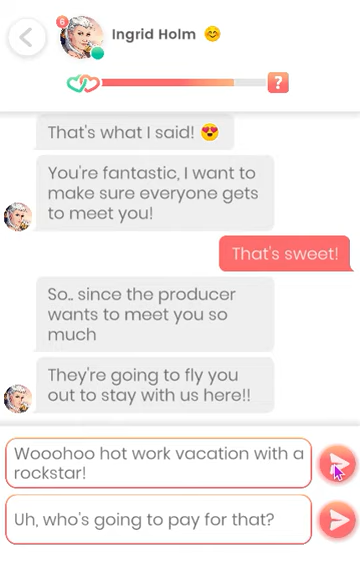 6
Ingrid Holm 😊
?
That's what I said! 😍
You're fantastic, I want to
make sure everyone gets
to meet you!
That's sweet!
So.. since the producer
wants to meet you so
much
They're going to fly you
out to stay with us here!!
Wooohoo hot work vacation with a
rockstar!
Uh, who's going to pay for that?